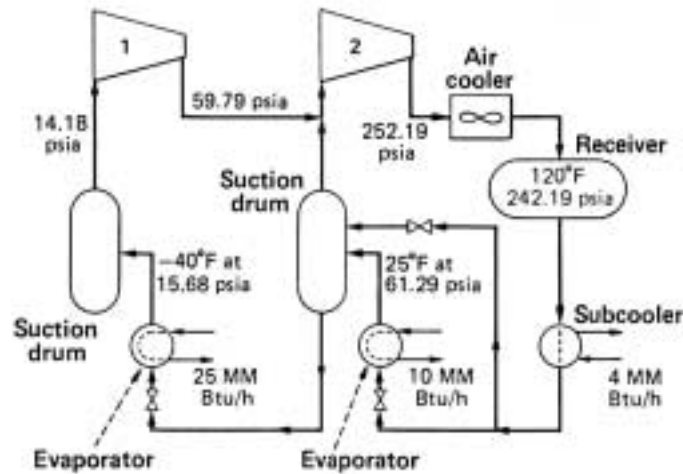 1
2
Air
cooler
59.79 psia
14.18
psia
252.19
psia
Receiver
120°F
242.19 psia
Suction
drum
−40°F at
15.68 psia
25°F at
61.29 psia
Subcooler
Suction
drum
25 MM
Btu/h
10 MM
Btu/h
4 MM
Btu/h
Evaporator
Evaporator